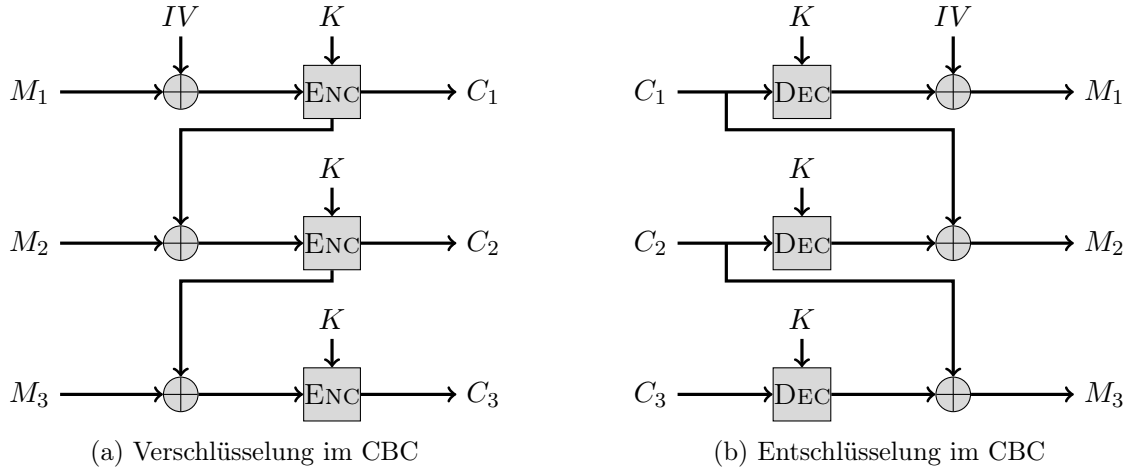 IV K
M₁ ENC C₁
K
M₂ ENC C₂
K
M₃ ENC C₃
(a) Verschlüsselung im CBC
K IV
C₁ DEC M₁
K
C₂ DEC M₂
K
C₃ DEC M₃
(b) Entschlüsselung im CBC